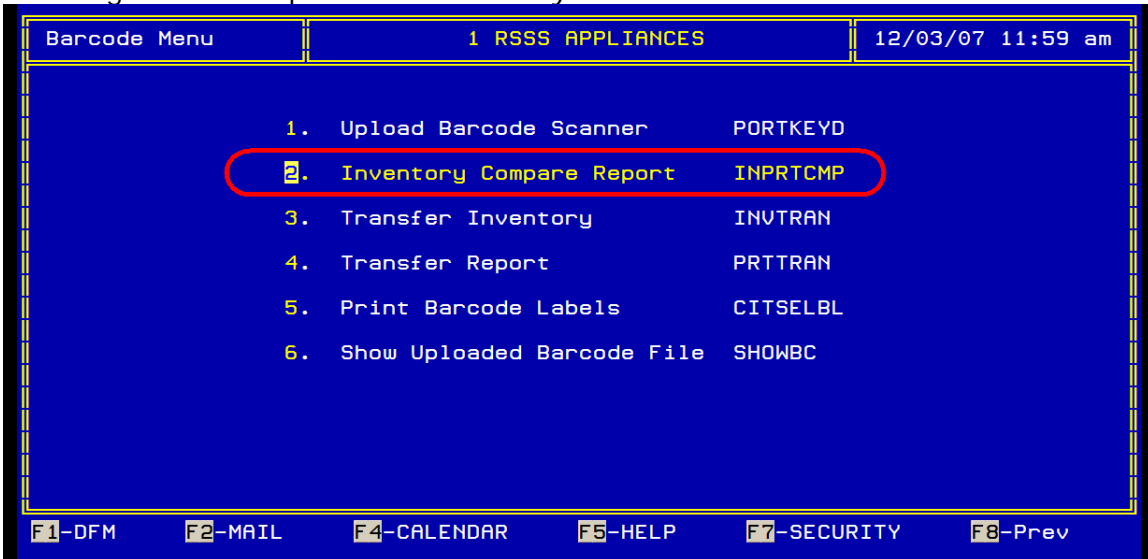 Barcode Menu 1 RSSS APPLIANCES 12/03/07 11:59 am
1. Upload Barcode Scanner PORTKEYD
2. Inventory Compare Report INPRTCMP
3. Transfer Inventory INVTRAN
4. Transfer Report PRTTRAN
5. Print Barcode Labels CITSELBL
6. Show Uploaded Barcode File SHOWBC
F1-DFM F2-MAIL F4-CALENDAR F5-HELP F7-SECURITY F8-Prev